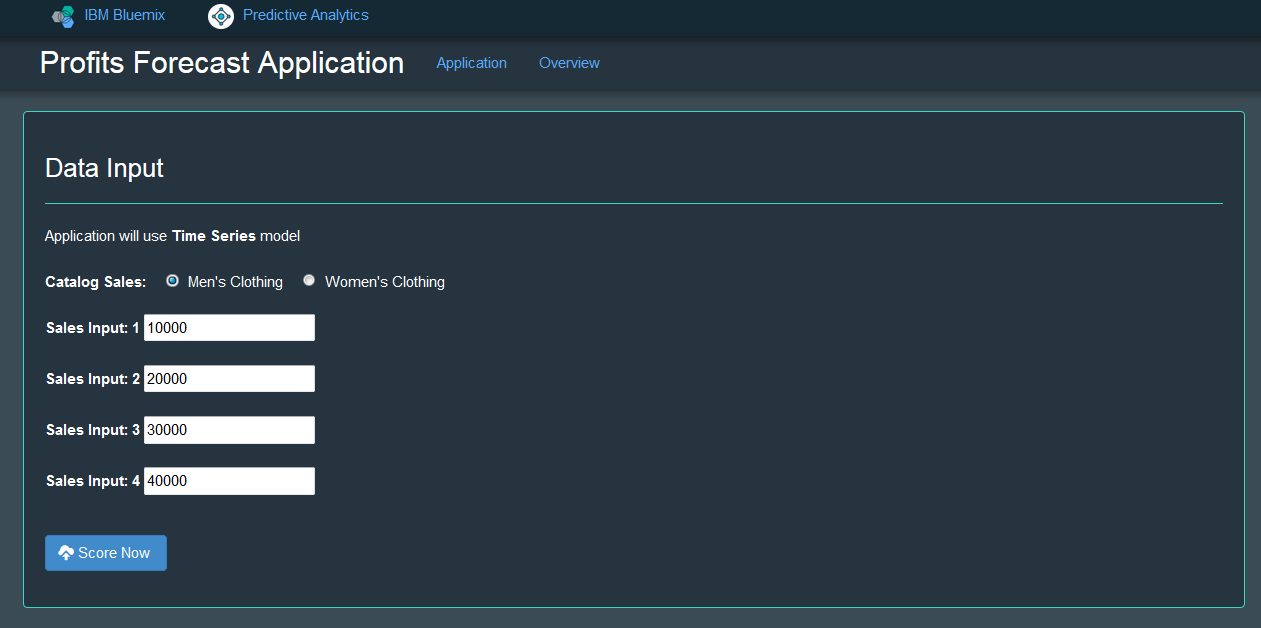 IBM Bluemix Predictive Analytics
Profits Forecast Application Application Overview
Data Input
Application will use Time Series model
Catalog Sales: Men's Clothing Women's Clothing
Sales Input: 1 10000
Sales Input: 2 20000
Sales Input: 3 30000
Sales Input: 4 40000
Score Now